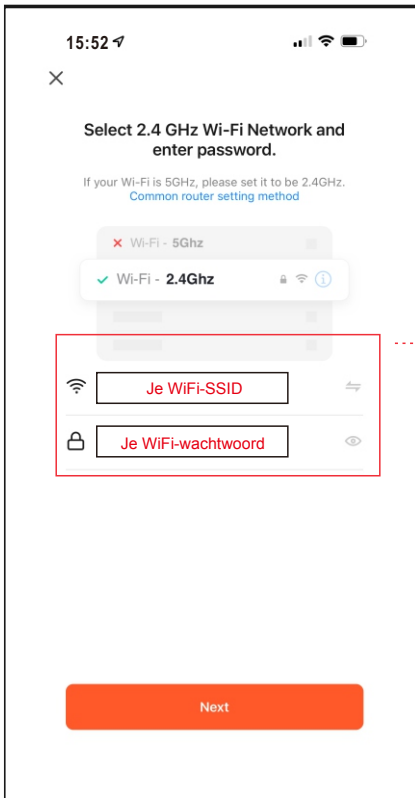 15:52
Select 2.4 GHz Wi-Fi Network and
enter password.
If your Wi-Fi is 5GHz, please set it to be 2.4GHz.
Common router setting method
Wi-Fi - 5Ghz
Wi-Fi - 2.4Ghz
Je WiFi-SSID
Je WiFi-wachtwoord
Next